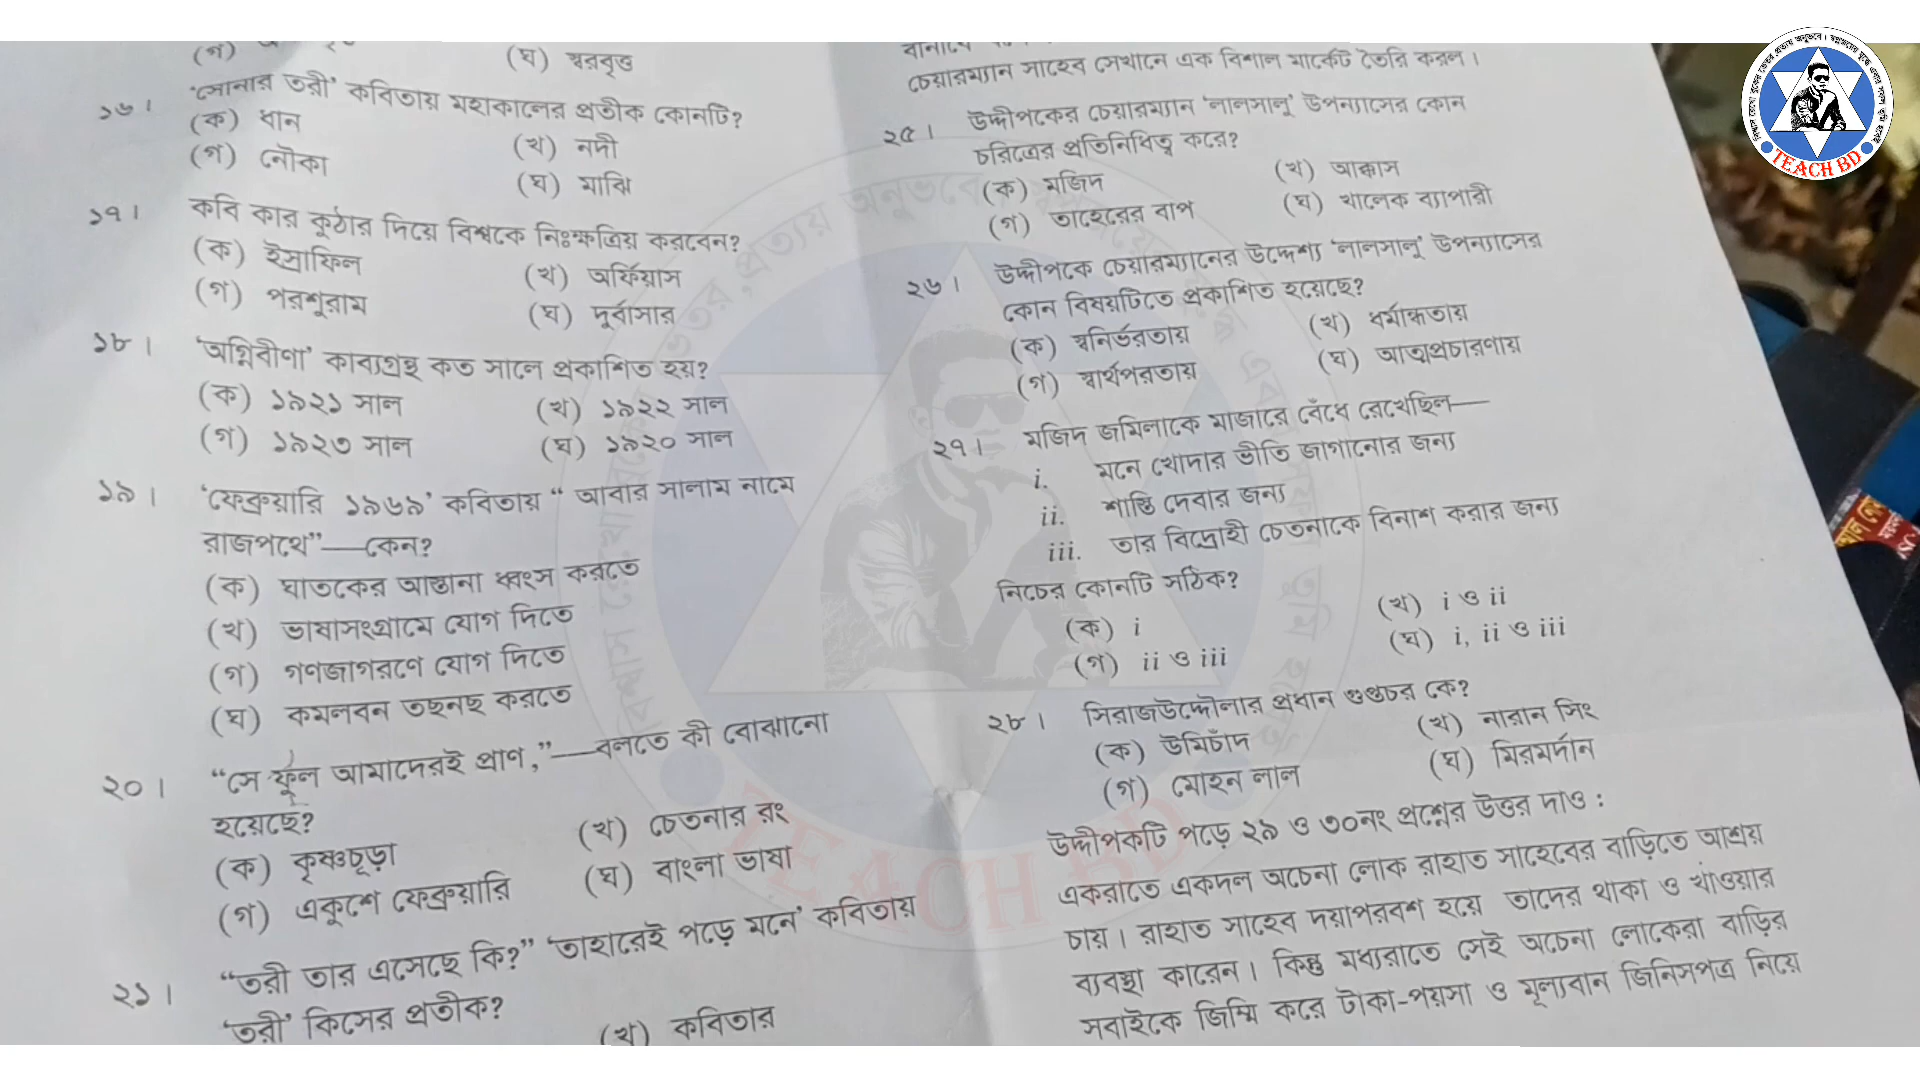 (গ)
(ঘ) স্বরবৃত্ত
১৬। 'সোনার তরী' কবিতায় মহাকালের প্রতীক কোনটি?
(ক) ধান
(খ) নদী
(গ) নৌকা
(ঘ) মাঝি
১৭। কবি কার কুঠার দিয়ে বিশ্বকে নিঃক্ষত্রিয় করবেন?
(ক) ইস্রাফিল
(খ) অর্ফিয়াস
(গ) পরশুরাম
(ঘ) দুর্বাসার
১৮। 'অগ্নিবীণা' কাব্যগ্রন্থ কত সালে প্রকাশিত হয়?
(ক) ১৯২১ সাল
(খ) ১৯২২ সাল
(গ) ১৯২৩ সাল
(ঘ) ১৯২০ সাল
১৯। 'ফেব্রুয়ারি ১৯৬৯' কবিতায় “ আবার সালাম নামে
রাজপথে”—কেন?
(ক) ঘাতকের আস্তানা ধ্বংস করতে
(খ) ভাষাসংগ্রামে যোগ দিতে
(গ) গণজাগরণে যোগ দিতে
(ঘ) কমলবন তছনছ করতে
২০। “সে ফুল আমাদেরই প্রাণ,”—বলতে কী বোঝানো
হয়েছে?
(ক) কৃষ্ণচূড়া
(খ) চেতনার রং
(গ) একুশে ফেব্রুয়ারি
(ঘ) বাংলা ভাষা
২১। “তরী তার এসেছে কি?” 'তাহারেই পড়ে মনে' কবিতায়
'তরী' কিসের প্রতীক?
(খ) কবিতার
চেয়ারম্যান সাহেব সেখানে এক বিশাল মার্কেট তৈরি করল।
২৫। উদ্দীপকের চেয়ারম্যান 'লালসালু' উপন্যাসের কোন
চরিত্রের প্রতিনিধিত্ব করে?
(ক) মজিদ
(খ) আক্কাস
(গ) তাহেরের বাপ
(ঘ) খালেক ব্যাপারী
২৬। উদ্দীপকে চেয়ারম্যানের উদ্দেশ্য 'লালসালু' উপন্যাসের
কোন বিষয়টিতে প্রকাশিত হয়েছে?
(ক) স্বনির্ভরতায়
(খ) ধর্মান্ধতায়
(গ) স্বার্থপরতায়
(ঘ) আত্মপ্রচারণায়
২৭। মজিদ জমিলাকে মাজারে বেঁধে রেখেছিল—
i. মনে খোদার ভীতি জাগানোর জন্য
ii. শাস্তি দেবার জন্য
iii. তার বিদ্রোহী চেতনাকে বিনাশ করার জন্য
নিচের কোনটি সঠিক?
(ক) i
(খ) i ও ii
(গ) ii ও iii
(ঘ) i, ii ও iii
২৮। সিরাজউদ্দৌলার প্রধান গুপ্তচর কে?
(ক) উমিচাঁদ
(খ) নারান সিং
(গ) মোহন লাল
(ঘ) মিরমর্দান
উদ্দীপকটি পড়ে ২৯ ও ৩০নং প্রশ্নের উত্তর দাও :
একরাতে একদল অচেনা লোক রাহাত সাহেবের বাড়িতে আশ্রয়
চায়। রাহাত সাহেব দয়াপরবশ হয়ে তাদের থাকা ও খাওয়ার
ব্যবস্থা কারেন। কিন্তু মধ্যরাতে সেই অচেনা লোকেরা বাড়ির
সবাইকে জিম্মি করে টাকা-পয়সা ও মূল্যবান জিনিসপত্র নিয়ে
TEACH BD
TEACH BD